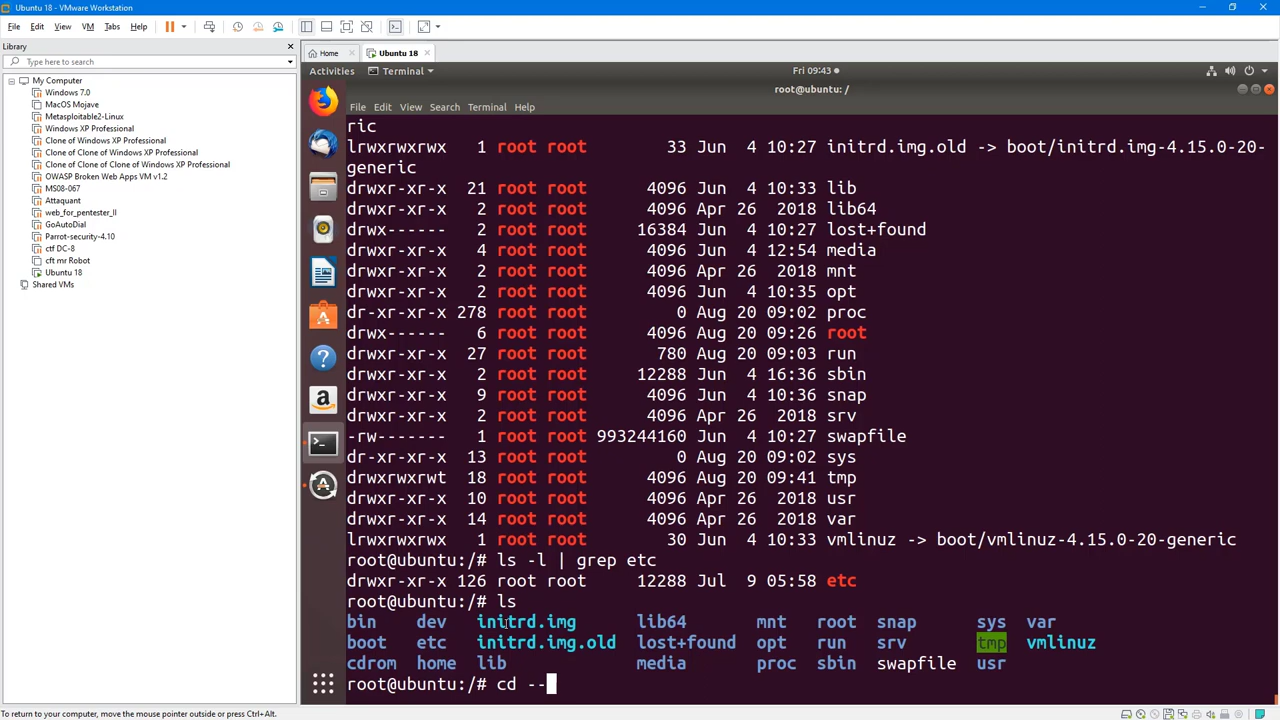 Ubuntu 18 - VMware Workstation
File Edit View VM Tabs Help
Library
Type here to search
My Computer
Windows 7.0
MacOS Mojave
Metasploitable2-Linux
Windows XP Professional
Clone of Windows XP Professional
Clone of Clone of Windows XP Professional
Clone of Clone of Clone of Windows XP Professional
OWASP Broken Web Apps VM v1.2
MS08-067
Attaquant
web_for_pentester_II
GoAutoDial
Parrot-security-4.10
ctf DC-8
cft mr Robot
Ubuntu 18
Shared VMs
Home Ubuntu 18
Activities Terminal Fri 09:43
root@ubuntu: /
File Edit View Search Terminal Help
ric
lrwxrwxrwx 1 root root 33 Jun 4 10:27 initrd.img.old -> boot/initrd.img-4.15.0-20-
generic
drwxr-xr-x 21 root root 4096 Jun 4 10:33 lib
drwxr-xr-x 2 root root 4096 Apr 26 2018 lib64
drwx------ 2 root root 16384 Jun 4 10:27 lost+found
drwxr-xr-x 4 root root 4096 Jun 4 12:54 media
drwxr-xr-x 2 root root 4096 Apr 26 2018 mnt
drwxr-xr-x 2 root root 4096 Jun 4 10:35 opt
dr-xr-xr-x 278 root root 0 Aug 20 09:02 proc
drwx------ 6 root root 4096 Aug 20 09:26 root
drwxr-xr-x 27 root root 780 Aug 20 09:03 run
drwxr-xr-x 2 root root 12288 Jun 4 16:36 sbin
drwxr-xr-x 9 root root 4096 Jun 4 10:36 snap
drwxr-xr-x 2 root root 4096 Apr 26 2018 srv
-rw------- 1 root root 993244160 Jun 4 10:27 swapfile
dr-xr-xr-x 13 root root 0 Aug 20 09:02 sys
drwxrwxrwt 18 root root 4096 Aug 20 09:41 tmp
drwxr-xr-x 10 root root 4096 Apr 26 2018 usr
drwxr-xr-x 14 root root 4096 Apr 26 2018 var
lrwxrwxrwx 1 root root 30 Jun 4 10:33 vmlinuz -> boot/vmlinuz-4.15.0-20-generic
root@ubuntu:/# ls -l | grep etc
drwxr-xr-x 126 root root 12288 Jul 9 05:58 etc
root@ubuntu:/# ls
bin dev initrd.img lib64 mnt root snap sys var
boot etc initrd.img.old lost+found opt run srv tmp vmlinuz
cdrom home lib media proc sbin swapfile usr
root@ubuntu:/# cd --
To return to your computer, move the mouse pointer outside or press Ctrl+Alt.